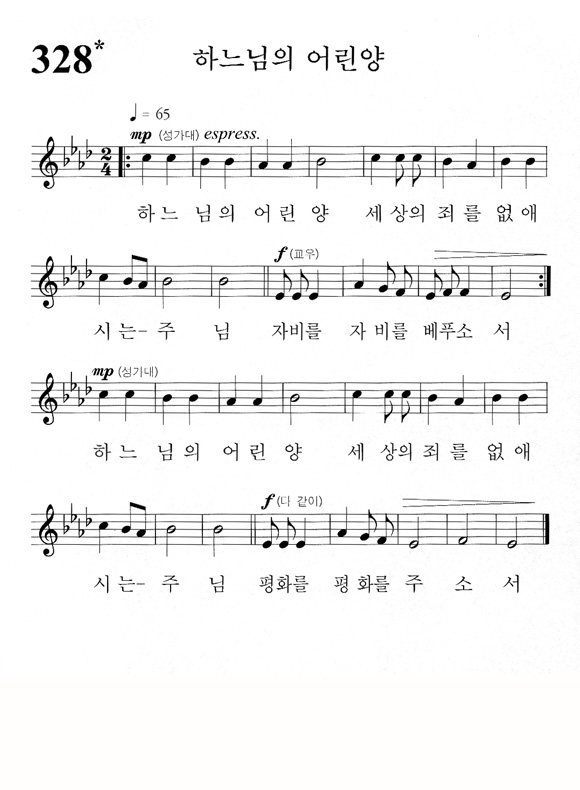 328* 하느님의 어린양
♩ = 65
mp (성가대) espress.
2/4
하 느 님 의 어 린 양 세 상의 죄 를 없 애
f (교우)
시 는– 주 님 자비를 자 비를 베푸소 서
mp (성가대)
하 느 님 의 어 린 양 세 상의 죄 를 없 애
f (다 같이)
시 는– 주 님 평화를 평 화를 주 소 서